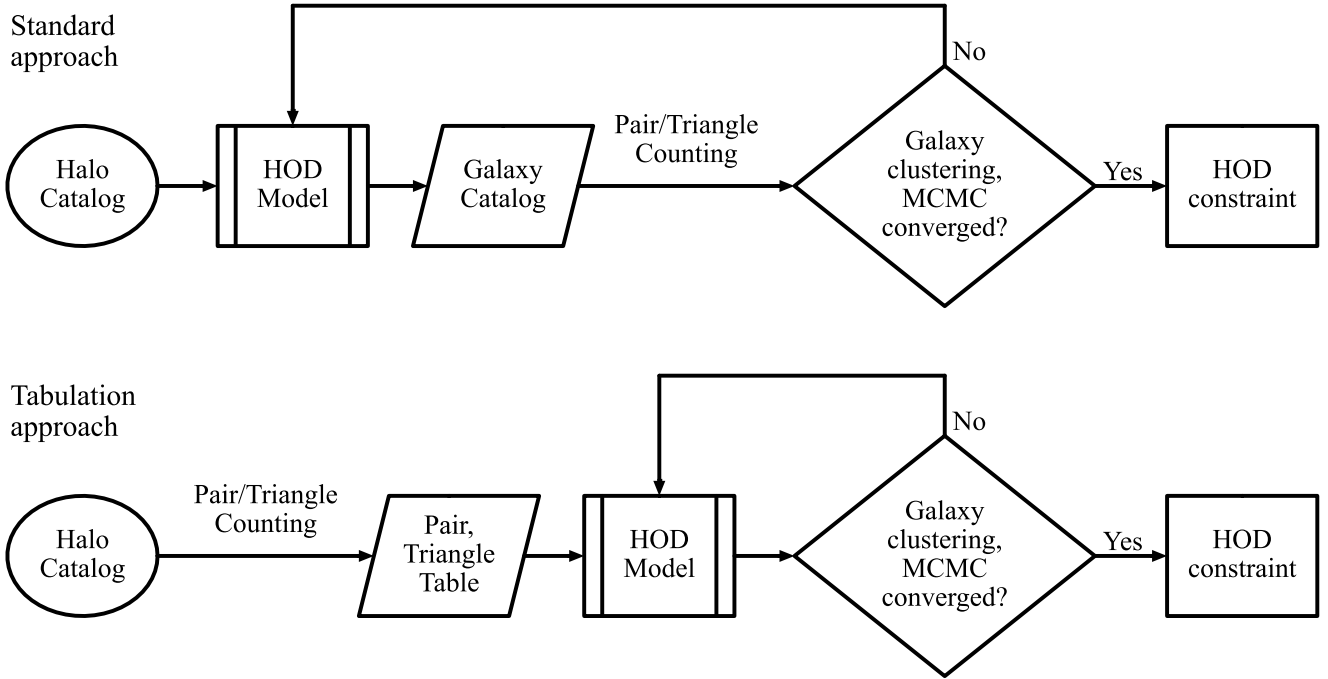 Standard
approach
No
Halo
Catalog
HOD
Model
Galaxy
Catalog
Pair/Triangle
Counting
Galaxy
clustering,
MCMC
converged?
Yes
HOD
constraint
Tabulation
approach
No
Halo
Catalog
Pair/Triangle
Counting
Pair,
Triangle
Table
HOD
Model
Galaxy
clustering,
MCMC
converged?
Yes
HOD
constraint